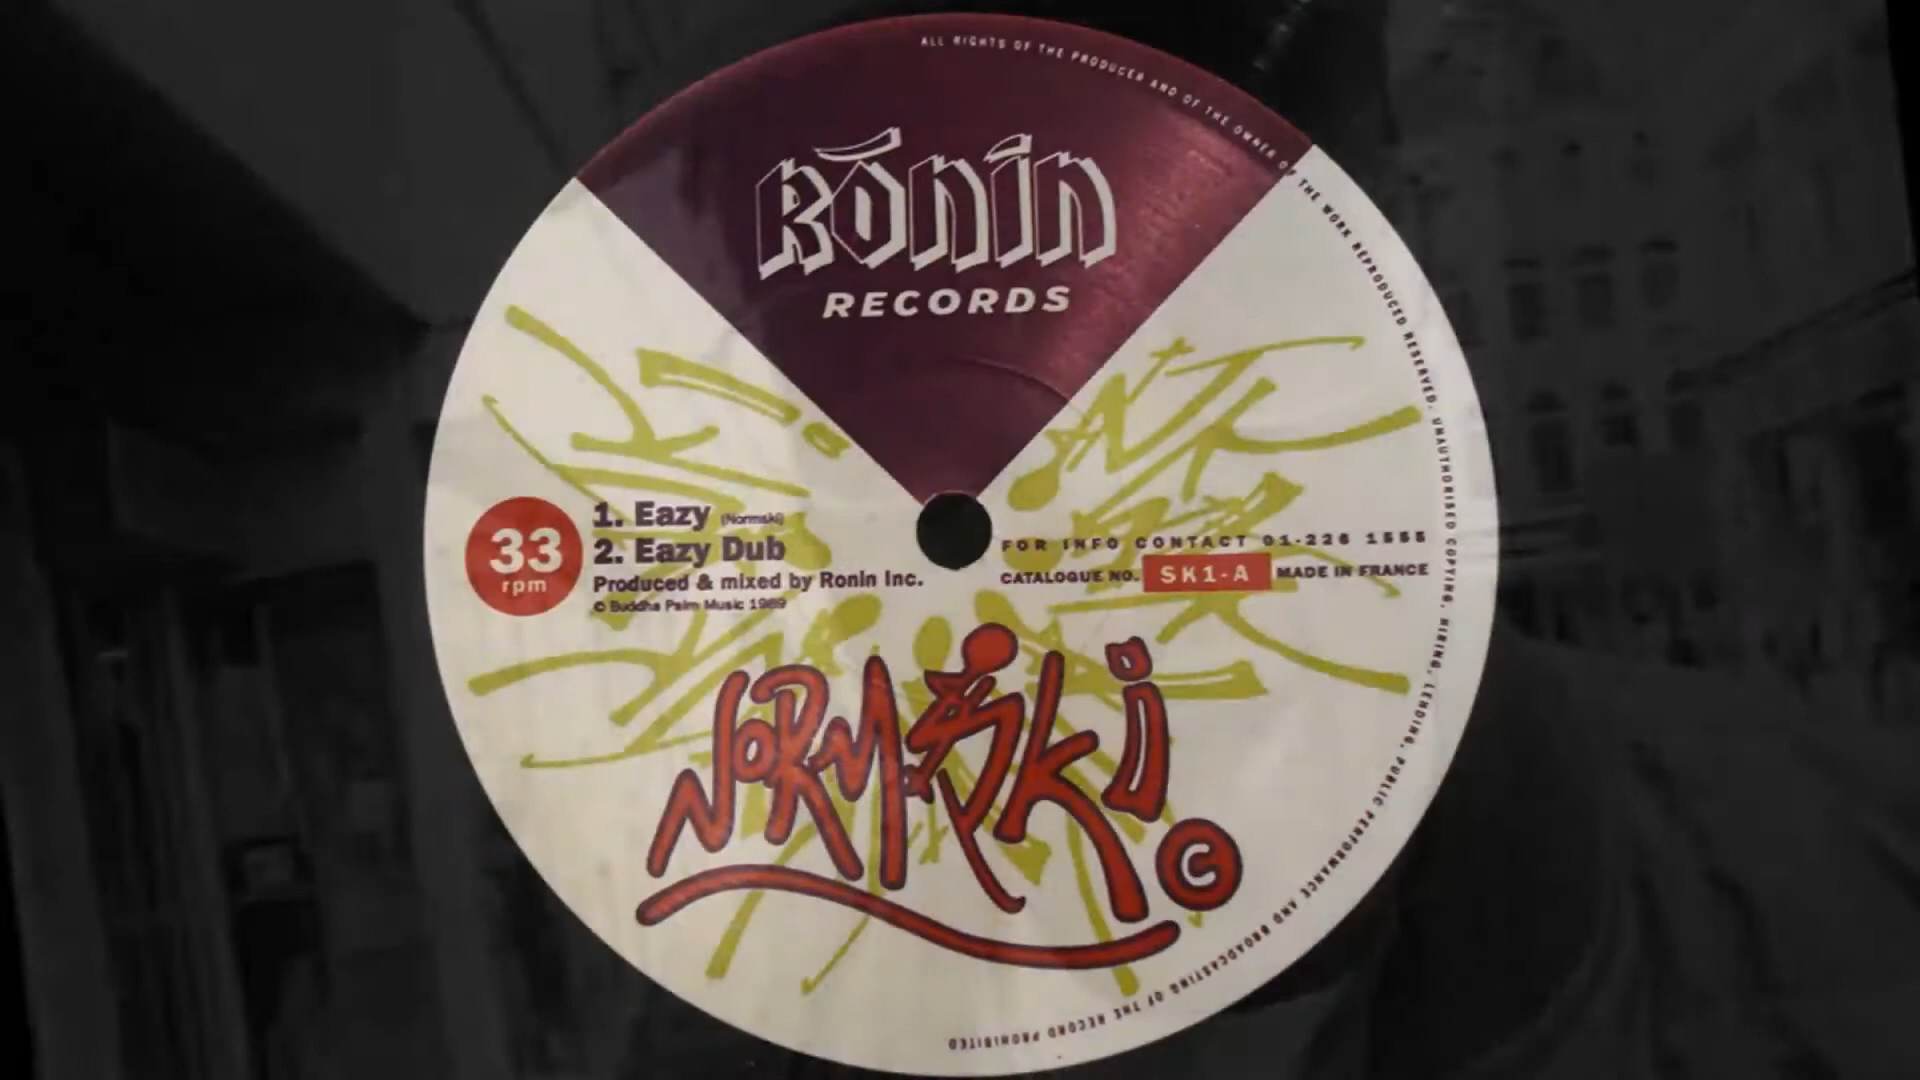 ALL RIGHTS OF THE PRODUCER AND OF THE OWNER OF THE WORK REPRODUCED RESERVED. UNAUTHORISED COPYING, HIRING, LENDING, PUBLIC PERFORMANCE AND BROADCASTING OF THE RECORD PROHIBITED
Rōnin
RECORDS
33
rpm
1. Eazy (Normski)
2. Eazy Dub
Produced & mixed by Ronin Inc.
© Buddha Palm Music 1989
FOR INFO CONTACT 01-226 1555
CATALOGUE NO. SK1-A MADE IN FRANCE
NORMSKI
©